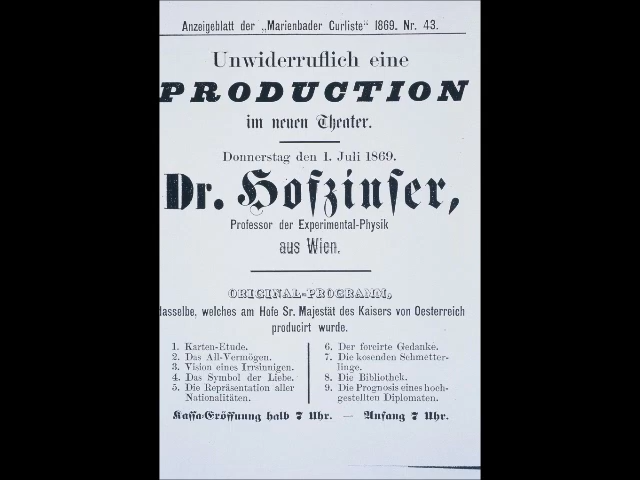 Anzeigeblatt der „Marienbader Curliste“ 1869. Nr. 43.
Unwiderruflich eine
PRODUCTION
im neuen Theater.
Donnerstag den 1. Juli 1869.
Dr. Hofzinser,
Professor der Experimental-Physik
aus Wien.
ORIGINAL-PROGRAMM,
dasselbe, welches am Hofe Sr. Majestät des Kaisers von Oesterreich
producirt wurde.
1. Karten-Etude.
2. Das All-Vermögen.
3. Vision eines Irrsinnigen.
4. Das Symbol der Liebe.
5. Die Repräsentation aller
Nationalitäten.
6. Der forcirte Gedanke.
7. Die kosenden Schmetter-
linge.
8. Die Bibliothek.
9. Die Prognosis eines hoch-
gestellten Diplomaten.
Kassa-Eröffnung halb 7 Uhr. — Anfang 7 Uhr.